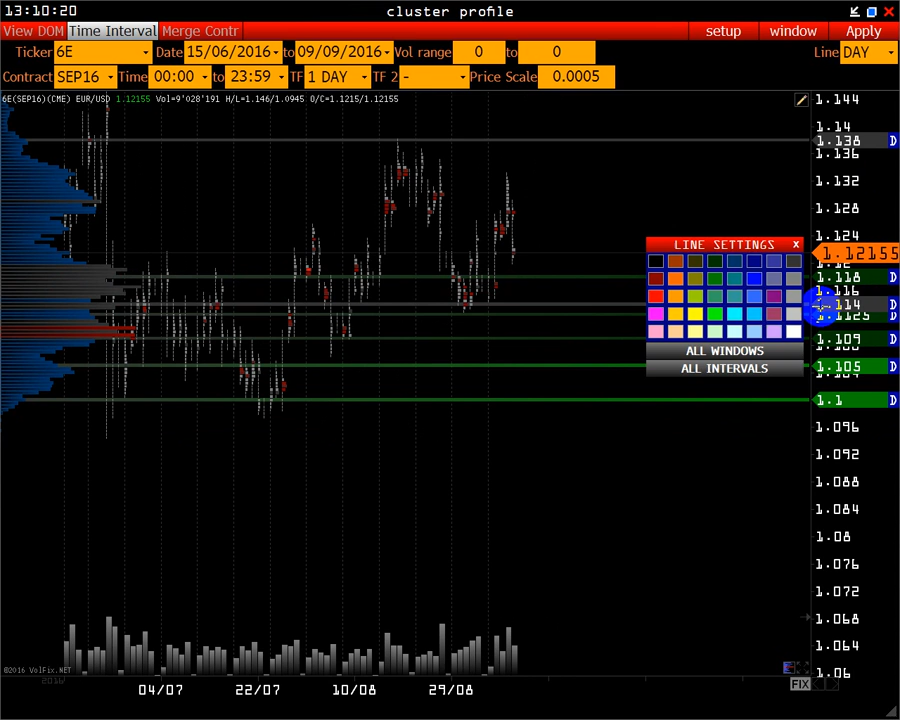 13:10:20 cluster profile
View DOM Time Interval Merge Contr setup window Apply
Ticker 6E Date 15/06/2016 to 09/09/2016 Vol range 0 to 0 Line DAY
Contract SEP16 Time 00:00 to 23:59 TF 1 DAY TF 2 - Price Scale 0.0005
6E(SEP16)(CME) EUR/USD 1.12155 Vol=9'028'191 H/L=1.146/1.0945 O/C=1.1215/1.12155
1.144
1.14
1.138 D
1.136
1.132
1.128
1.124
LINE SETTINGS x
1.12155
1.12
1.118 D
1.116
1.114 D
1.1125 D
1.109 D
ALL WINDOWS
1.105 D
ALL INTERVALS
1.104
1.1 D
1.096
1.092
1.088
1.084
1.08
1.076
1.072
1.068
1.064
©2016 VolFix.NET
1.06
2016
FIX
04/07 22/07 10/08 29/08